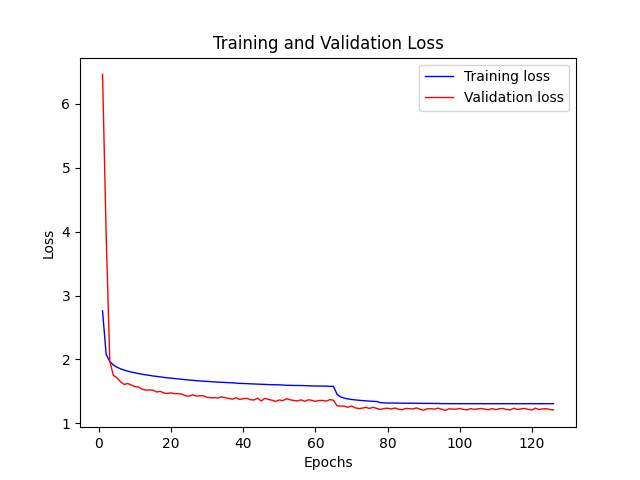 Training and Validation Loss
Training loss
Validation loss
Loss
6
5
4
3
2
1
0 20 40 60 80 100 120
Epochs